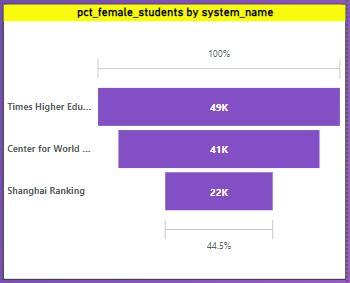 pct_female_students by system_name
100%
Times Higher Edu...
49K
Center for World ...
41K
Shanghai Ranking
22K
44.5%